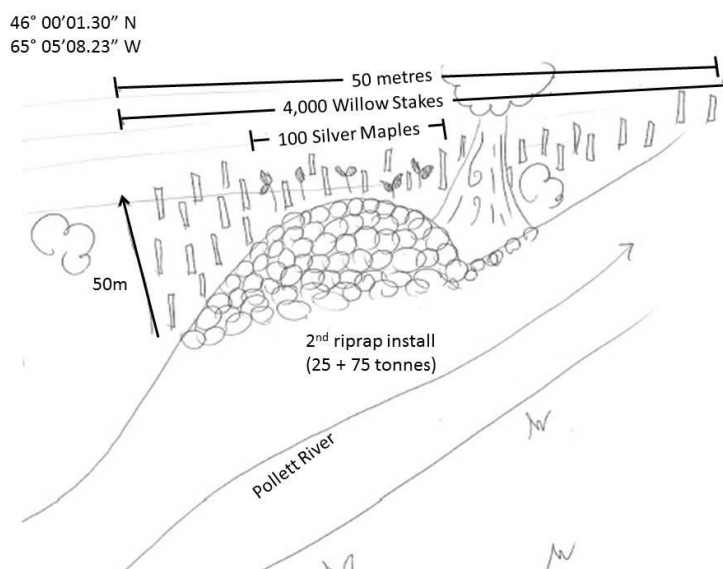 46° 00’01.30” N
65° 05’08.23” W
50 metres
4,000 Willow Stakes
100 Silver Maples
50m
2nd riprap install
(25 + 75 tonnes)
Pollett River